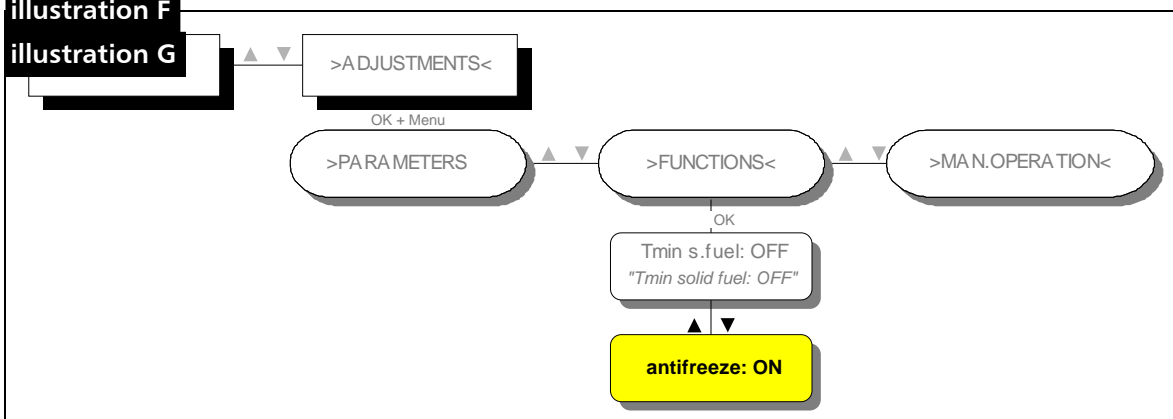 illustration F
illustration G
▲ ▼
>ADJUSTMENTS<
OK + Menu
>PARAMETERS
▲ ▼
>FUNCTIONS<
▲ ▼
>MAN.OPERATION<
OK
Tmin s.fuel: OFF
"Tmin solid fuel: OFF"
▲ ▼
antifreeze: ON